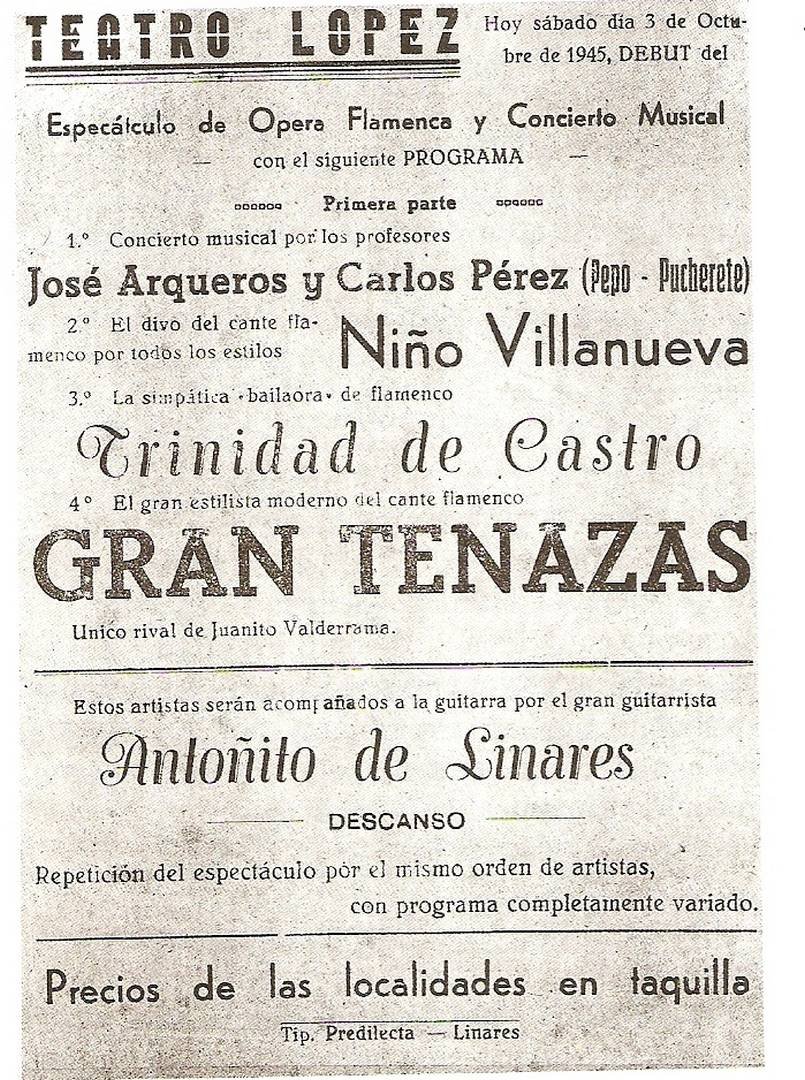 TEATRO LOPEZ
Hoy sábado dia 3 de Octu-
bre de 1945, DEBUT del
Especátculo de Opera Flamenca y Concierto Musical
— con el siguiente PROGRAMA —
Primera parte
1.º Concierto musical por los profesores
José Arqueros y Carlos Pérez (Pepo - Pucherete)
2.º El divo del cante fla-
menco por todos los estilos
Niño Villanueva
3.º La simpática «bailaora» de flamenco
Trinidad de Castro
4º El gran estilista moderno del cante flamenco
GRAN TENAZAS
Unico rival de Juanito Valderrama.
Estos artistas serán acompañados a la guitarra por el gran guitarrista
Antoñito de Linares
DESCANSO
Repetición del espectáculo pór el mismo orden de artistas,
con programa completamente variado.
Precios de las localidades en taquilla
Tip. Predilecta — Linares